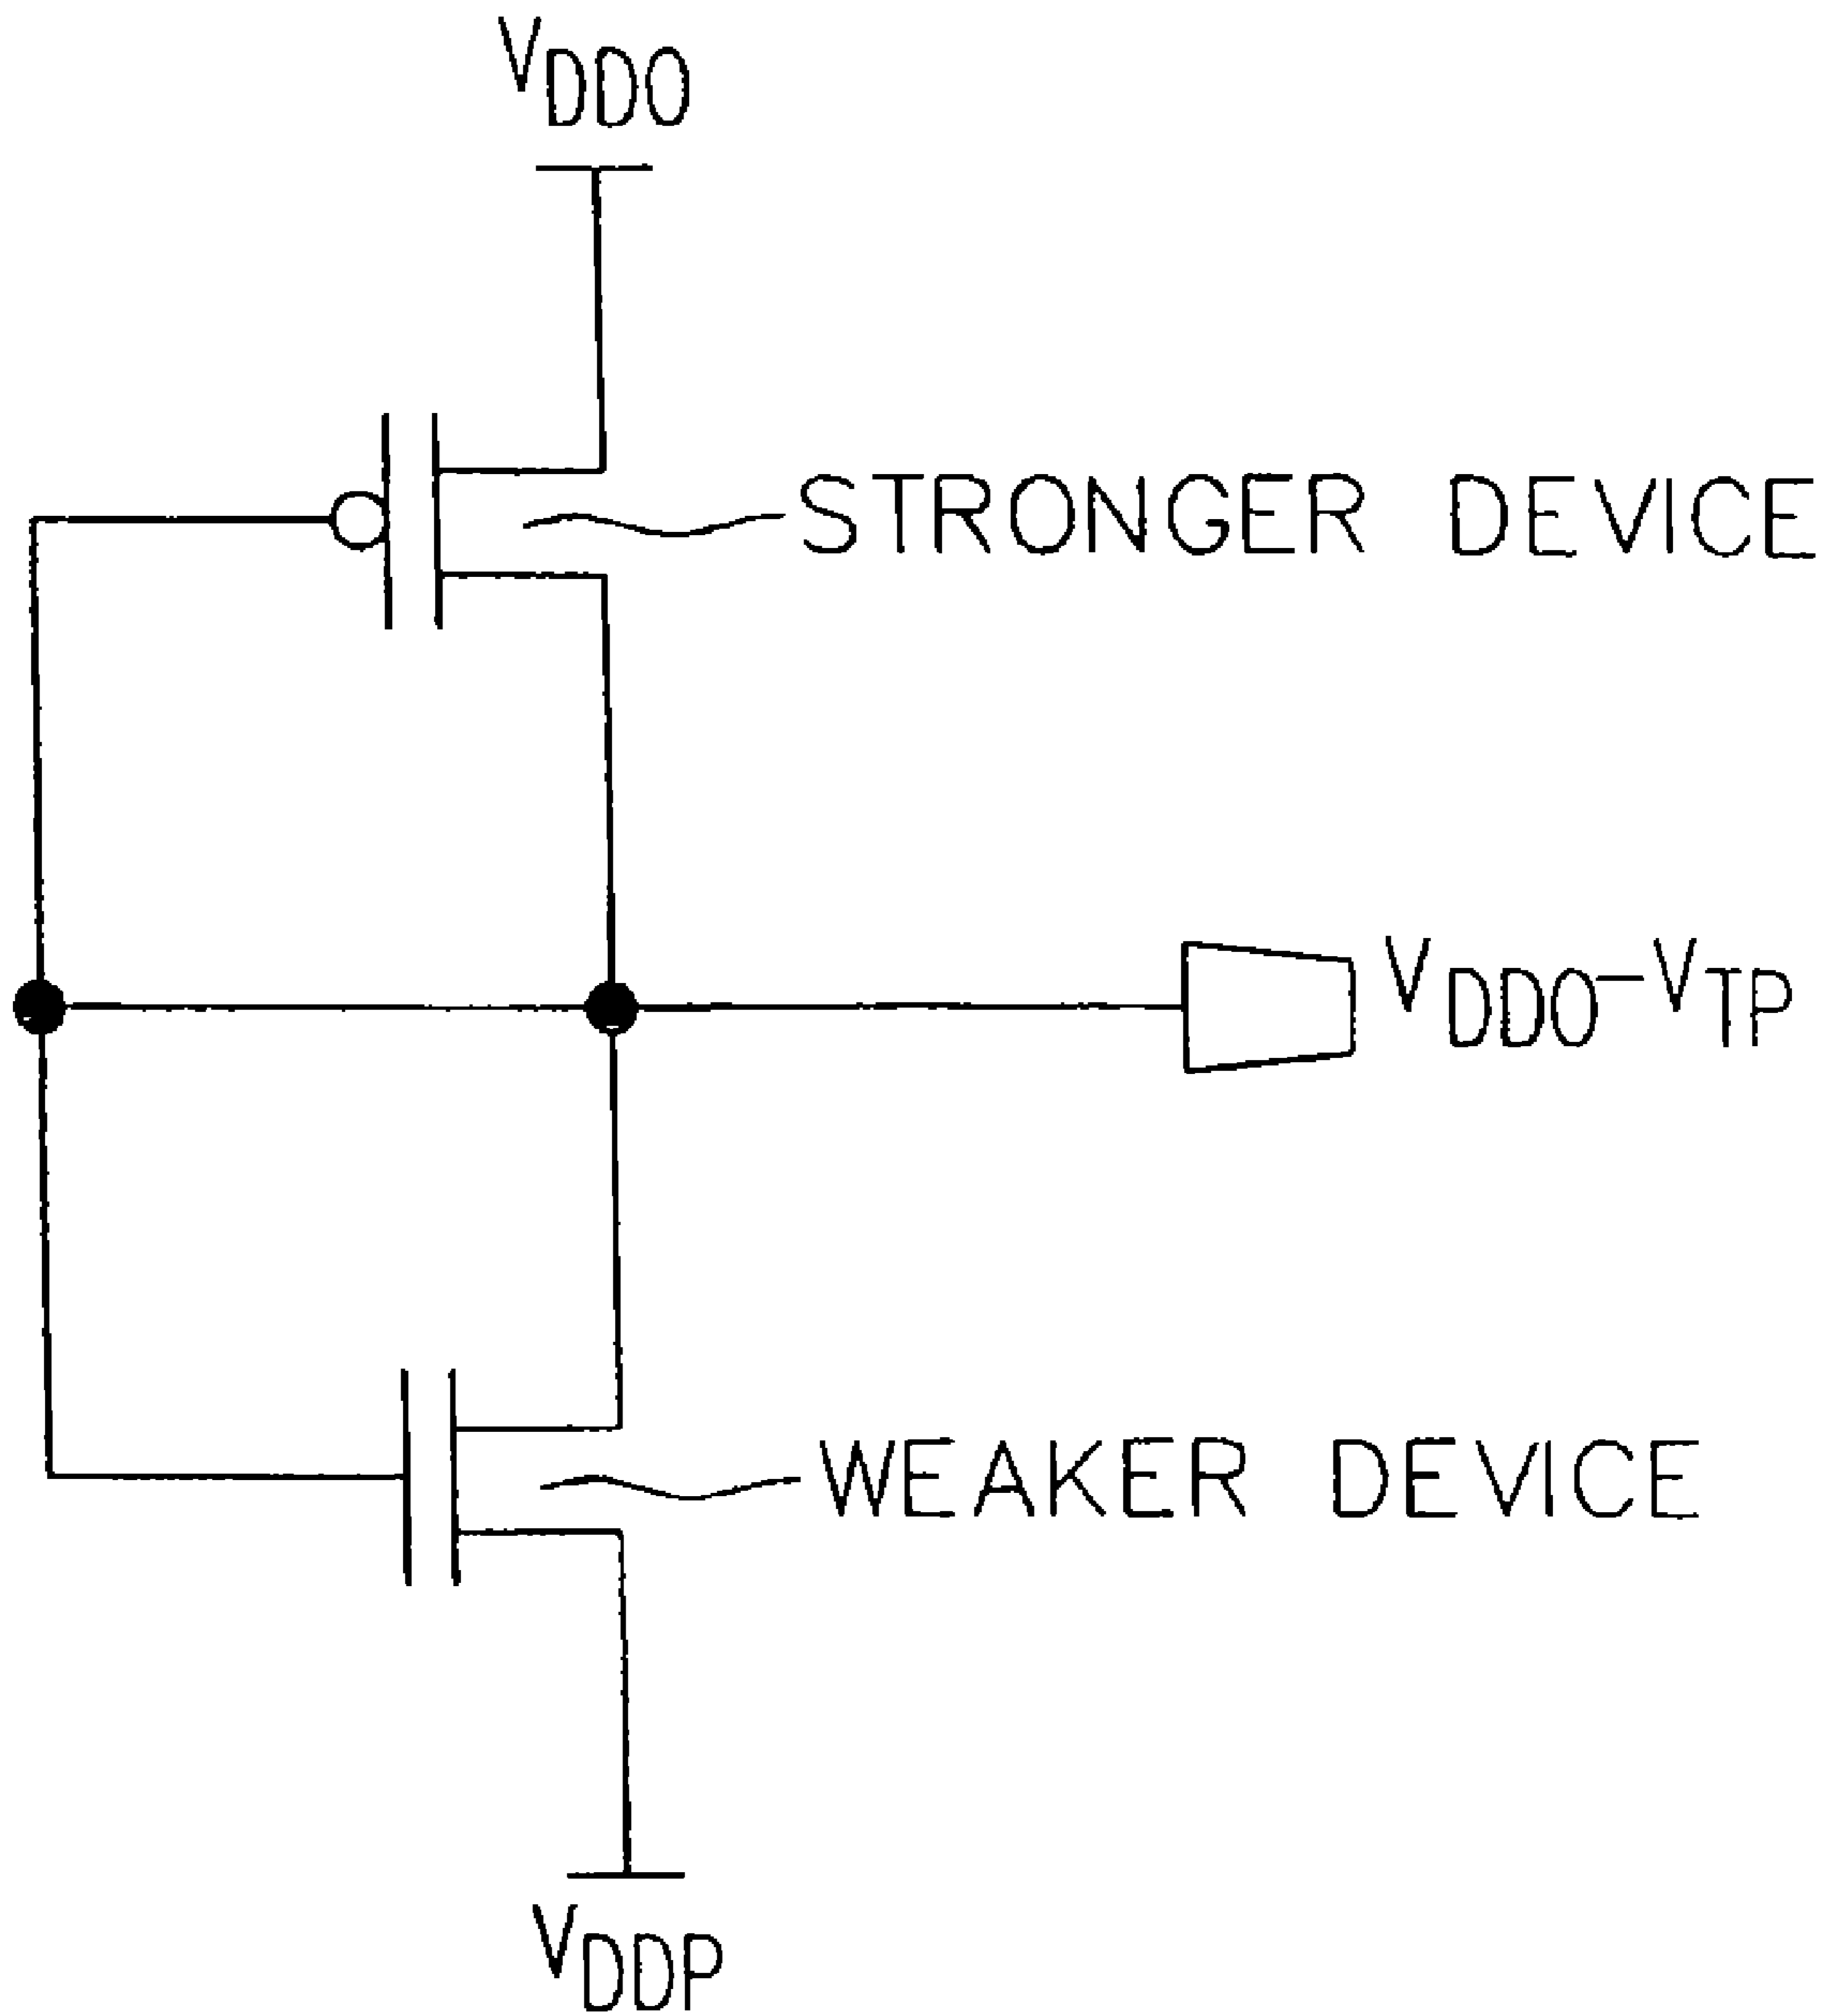 VDDO
STRONGER DEVICE
VDDO-VTP
WEAKER DEVICE
VDDP